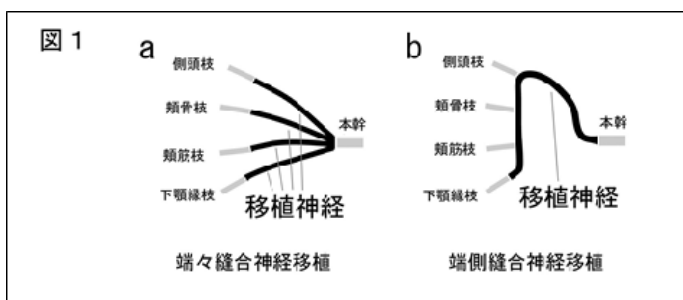 図1
a
側頭枝
頬骨枝
頬筋枝
下顎縁枝
本幹
移植神経
端々縫合神経移植
b
側頭枝
頬骨枝
頬筋枝
下顎縁枝
本幹
移植神経
端側縫合神経移植